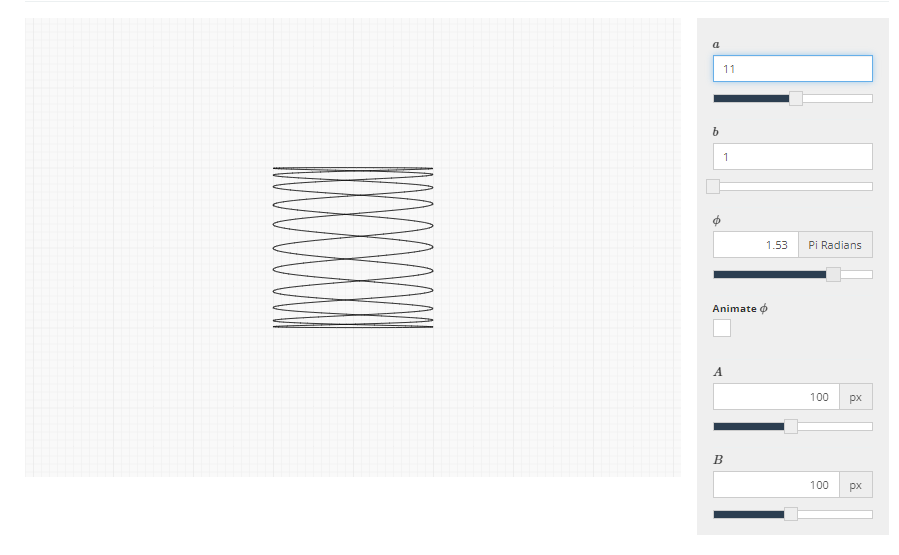 a
11
b
1
ϕ
1.53 Pi Radians
Animate ϕ
A
100 px
B
100 px